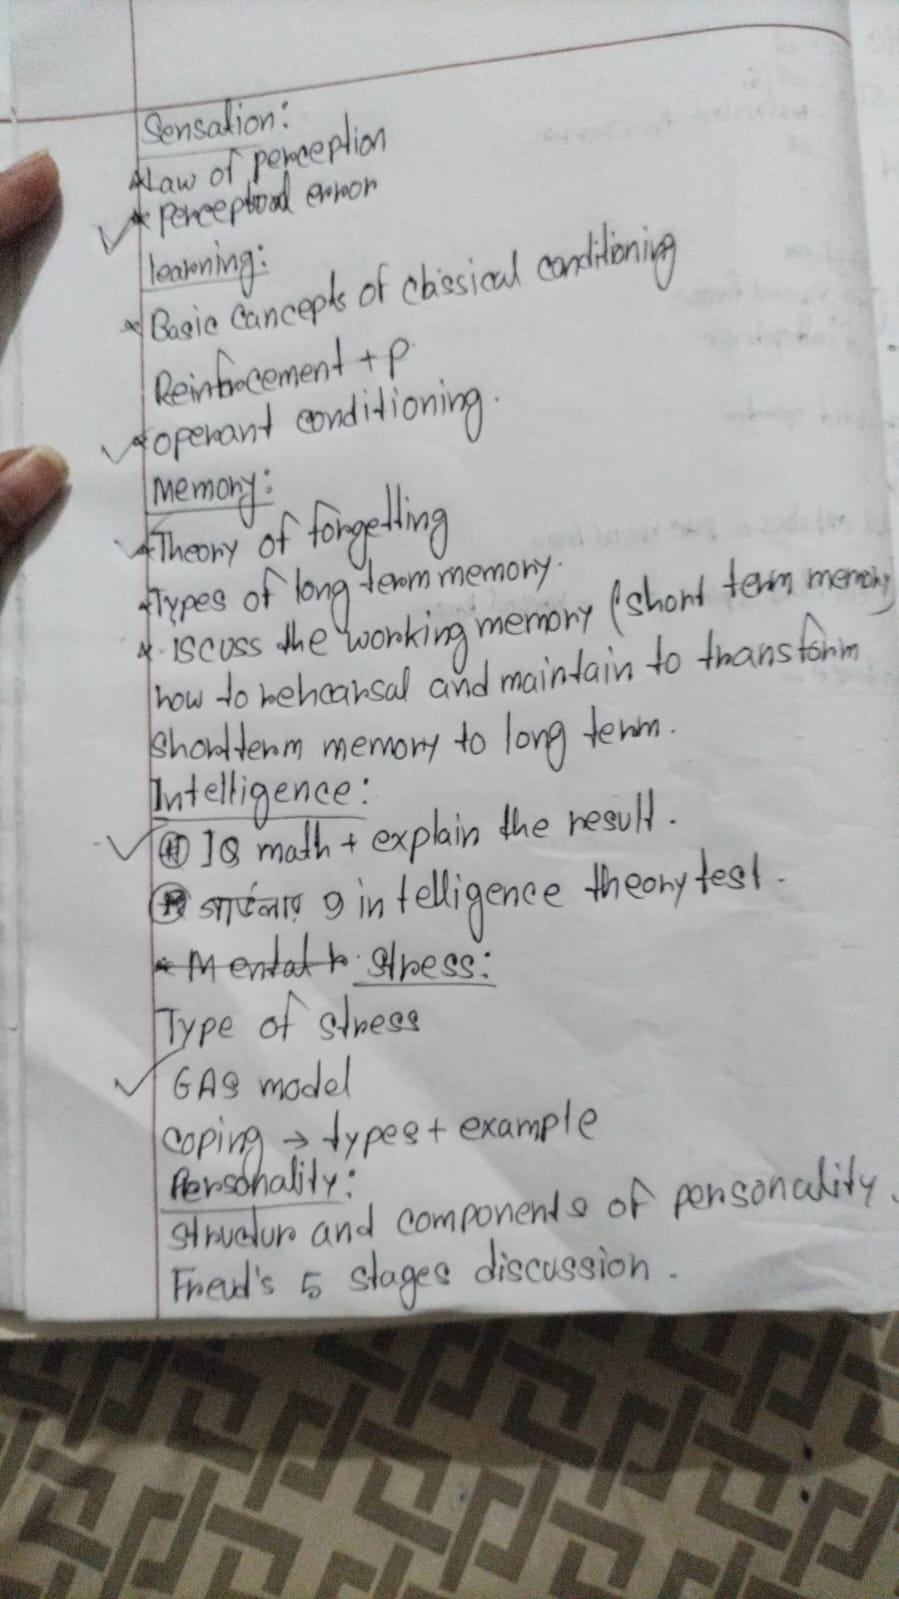 Sensation:
*Law of perception
* perceptual error
learning:
* Basic Concepts of classical conditioning
Reinforcement + p
*operant conditioning.
Memory:
*Theory of forgetting
*Types of long term memory.
*. iscuss the working memory (short term memory
how to rehearsal and maintain to transform
Short term memory to long term.
Intelligence:
IQ math + explain the result.
গার্ডনার 9 intelligence theory test.
Stress:
Type of stress
GAS model
coping → types + example
Personality:
structur and components of personality.
Freud's 5 stages discussion.